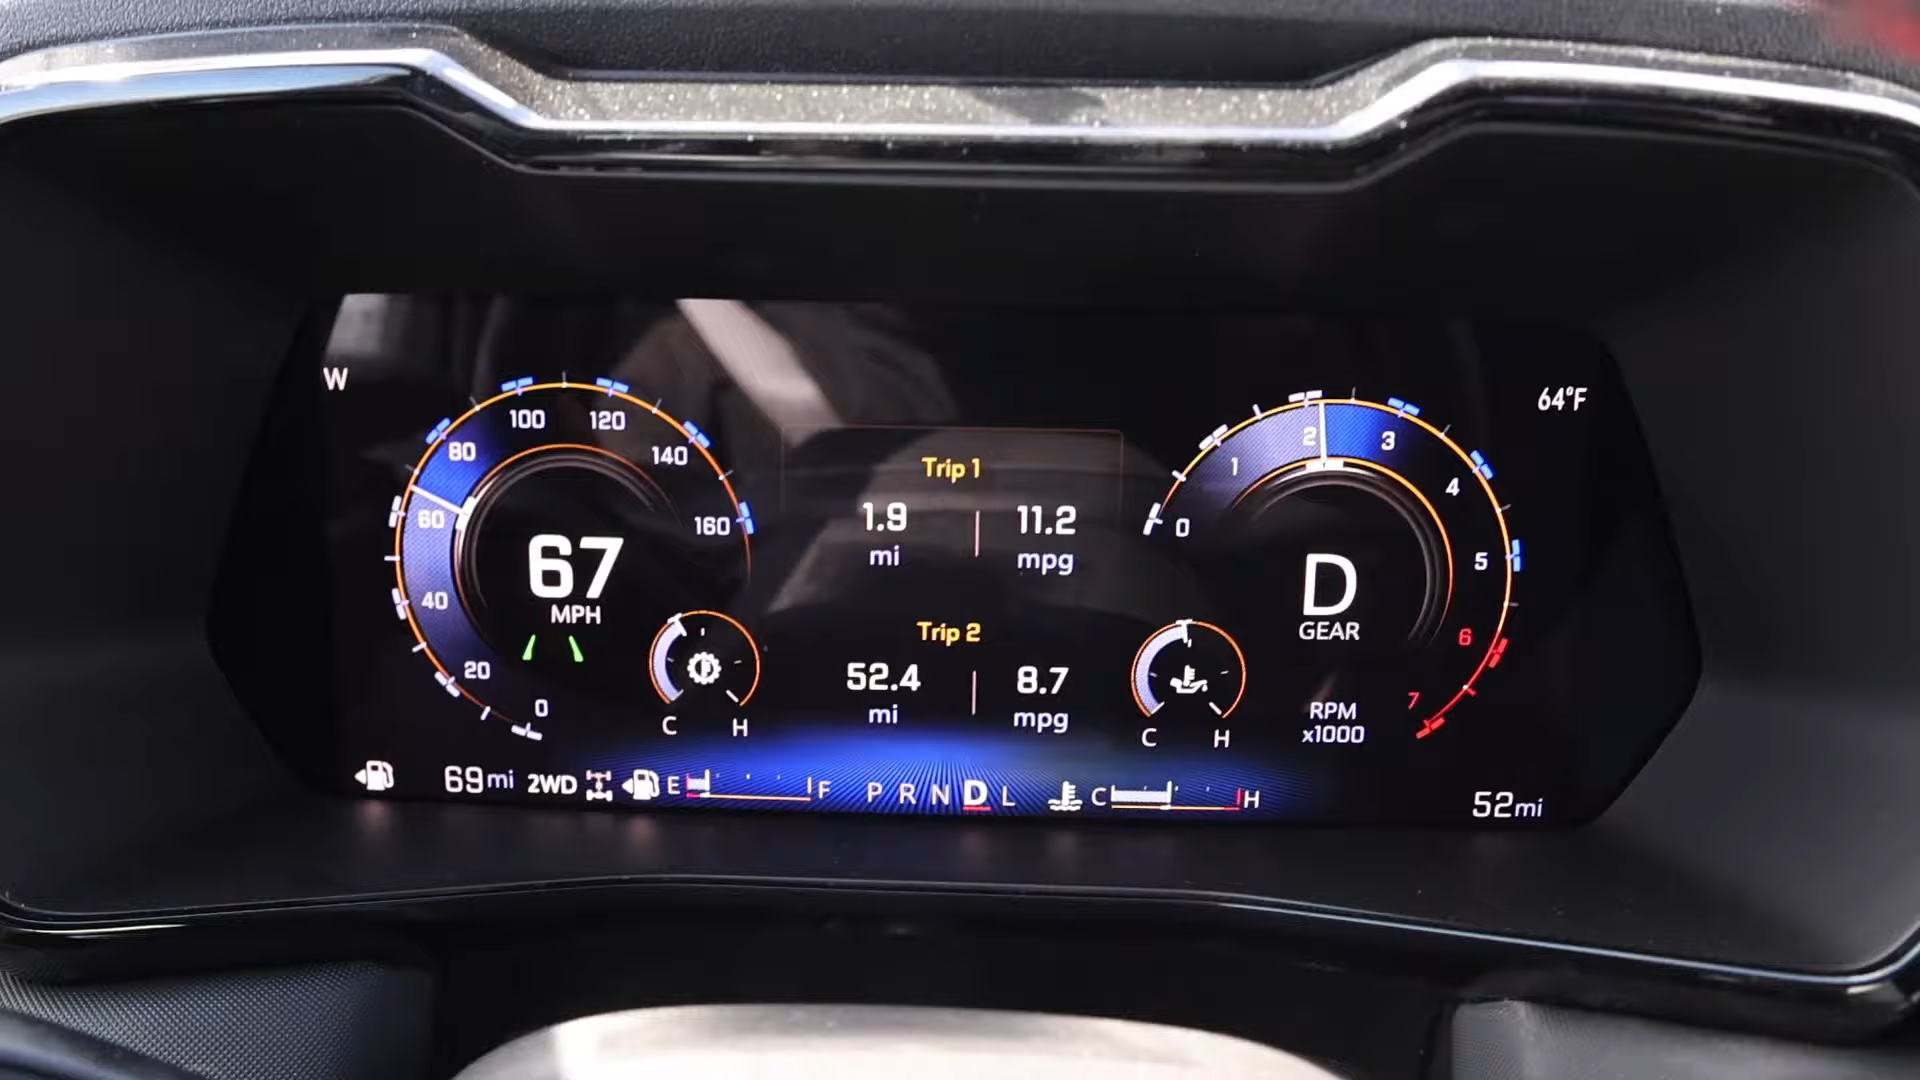 W
64°F
0
20
40
60
80
100
120
140
160
67
MPH
C H
Trip 1
1.9 | 11.2
mi mpg
Trip 2
52.4 | 8.7
mi mpg
0
1
2
3
4
5
6
7
D
GEAR
RPM
x1000
C H
69mi 2WD E F P R N D L C H
52mi